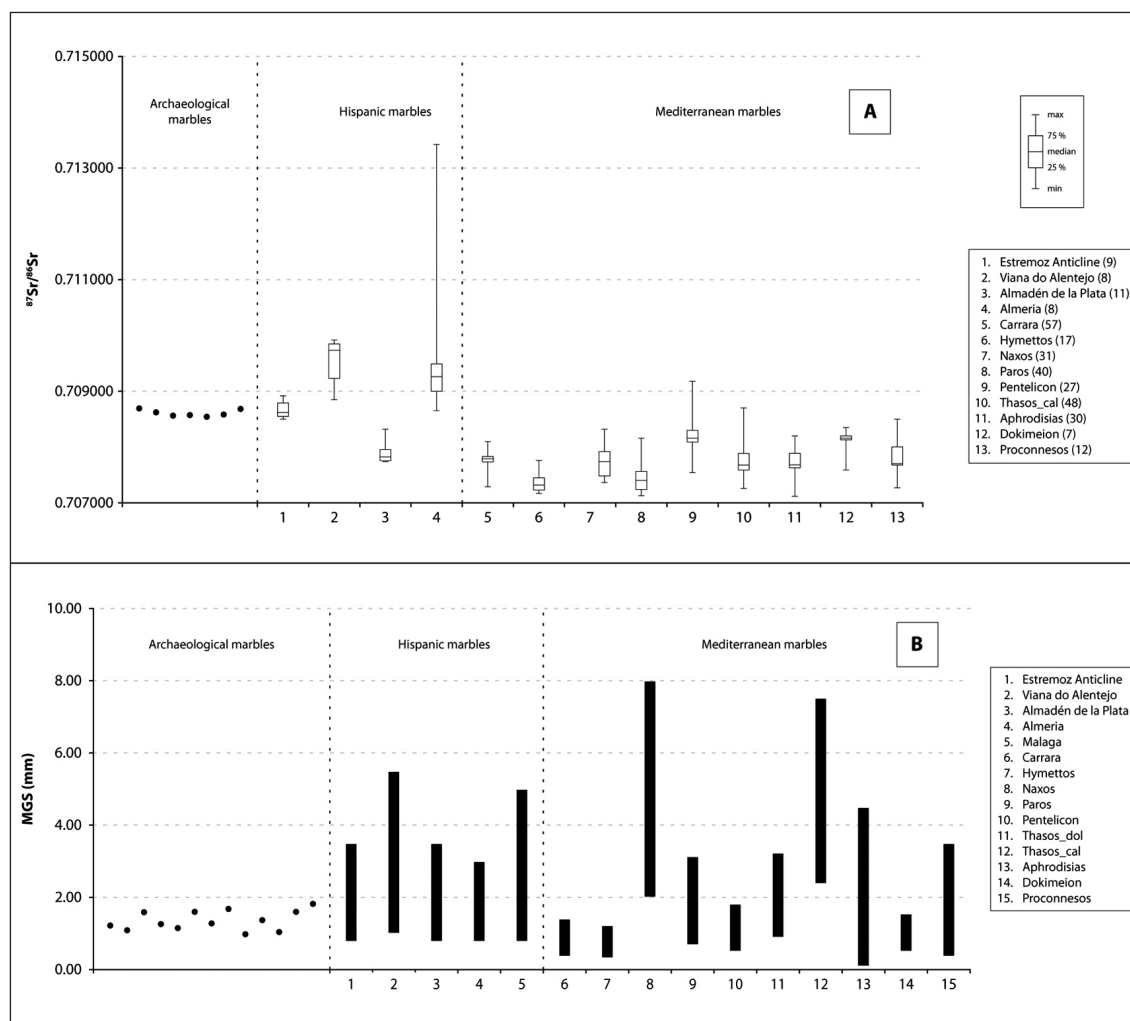 0.715000
Archaeological
marbles
Hispanic marbles
Mediterranean marbles
A
max
75 %
median
25 %
min
0.713000
0.711000
0.709000
0.707000
⁸⁷Sr/⁸⁶Sr
1 2 3 4 5 6 7 8 9 10 11 12 13
1. Estremoz Anticline (9)
2. Viana do Alentejo (8)
3. Almadén de la Plata (11)
4. Almeria (8)
5. Carrara (57)
6. Hymettos (17)
7. Naxos (31)
8. Paros (40)
9. Pentelicon (27)
10. Thasos_cal (48)
11. Aphrodisias (30)
12. Dokimeion (7)
13. Proconnesos (12)
10.00
Archaeological marbles
Hispanic marbles
Mediterranean marbles
B
8.00
6.00
4.00
2.00
0.00
MGS (mm)
1 2 3 4 5 6 7 8 9 10 11 12 13 14 15
1. Estremoz Anticline
2. Viana do Alentejo
3. Almadén de la Plata
4. Almeria
5. Malaga
6. Carrara
7. Hymettos
8. Naxos
9. Paros
10. Pentelicon
11. Thasos_dol
12. Thasos_cal
13. Aphrodisias
14. Dokimeion
15. Proconnesos